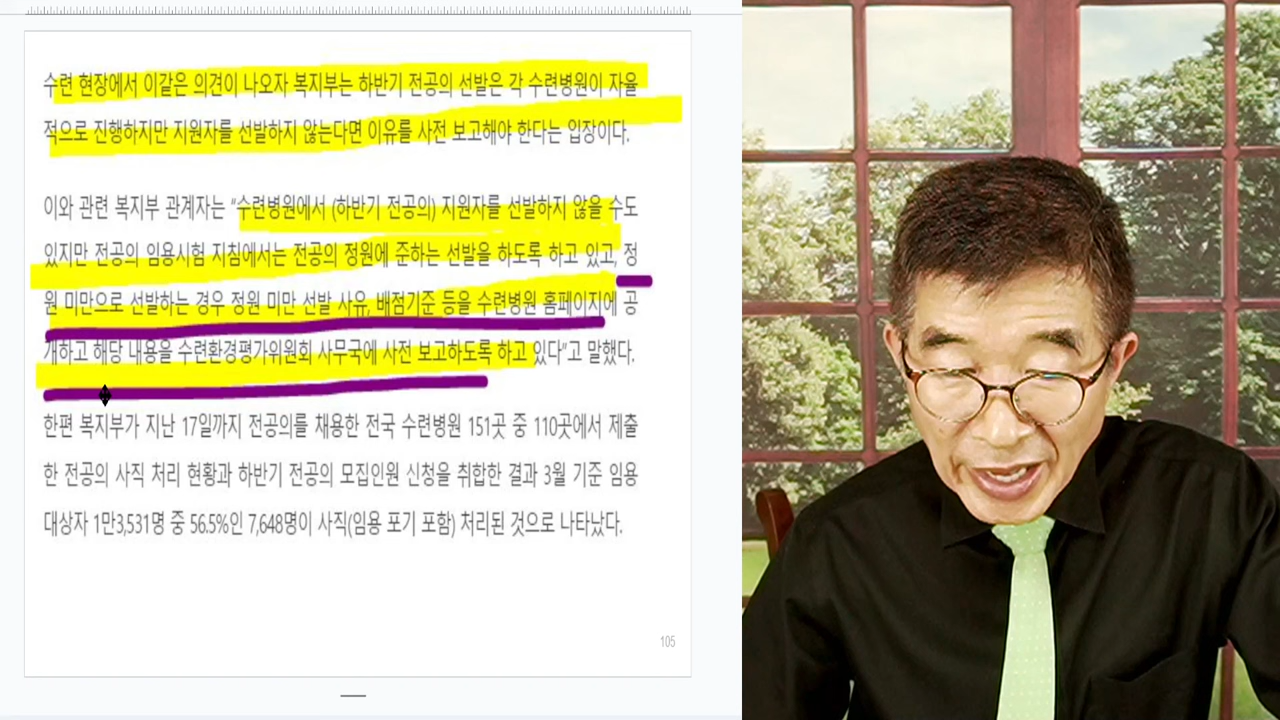 수련 현장에서 이같은 의견이 나오자 복지부는 하반기 전공의 선발은 각 수련병원이 자율
적으로 진행하지만 지원자를 선발하지 않는다면 이유를 사전 보고해야 한다는 입장이다.
이와 관련 복지부 관계자는 “수련병원에서 (하반기 전공의) 지원자를 선발하지 않을 수도
있지만 전공의 임용시험 지침에서는 전공의 정원에 준하는 선발을 하도록 하고 있고, 정
원 미만으로 선발하는 경우 정원 미만 선발 사유, 배점기준 등을 수련병원 홈페이지에 공
개하고 해당 내용을 수련환경평가위원회 사무국에 사전 보고하도록 하고 있다”고 말했다.
한편 복지부가 지난 17일까지 전공의를 채용한 전국 수련병원 151곳 중 110곳에서 제출
한 전공의 사직 처리 현황과 하반기 전공의 모집인원 신청을 취합한 결과 3월 기준 임용
대상자 1만3,531명 중 56.5%인 7,648명이 사직(임용 포기 포함) 처리된 것으로 나타났다.
105